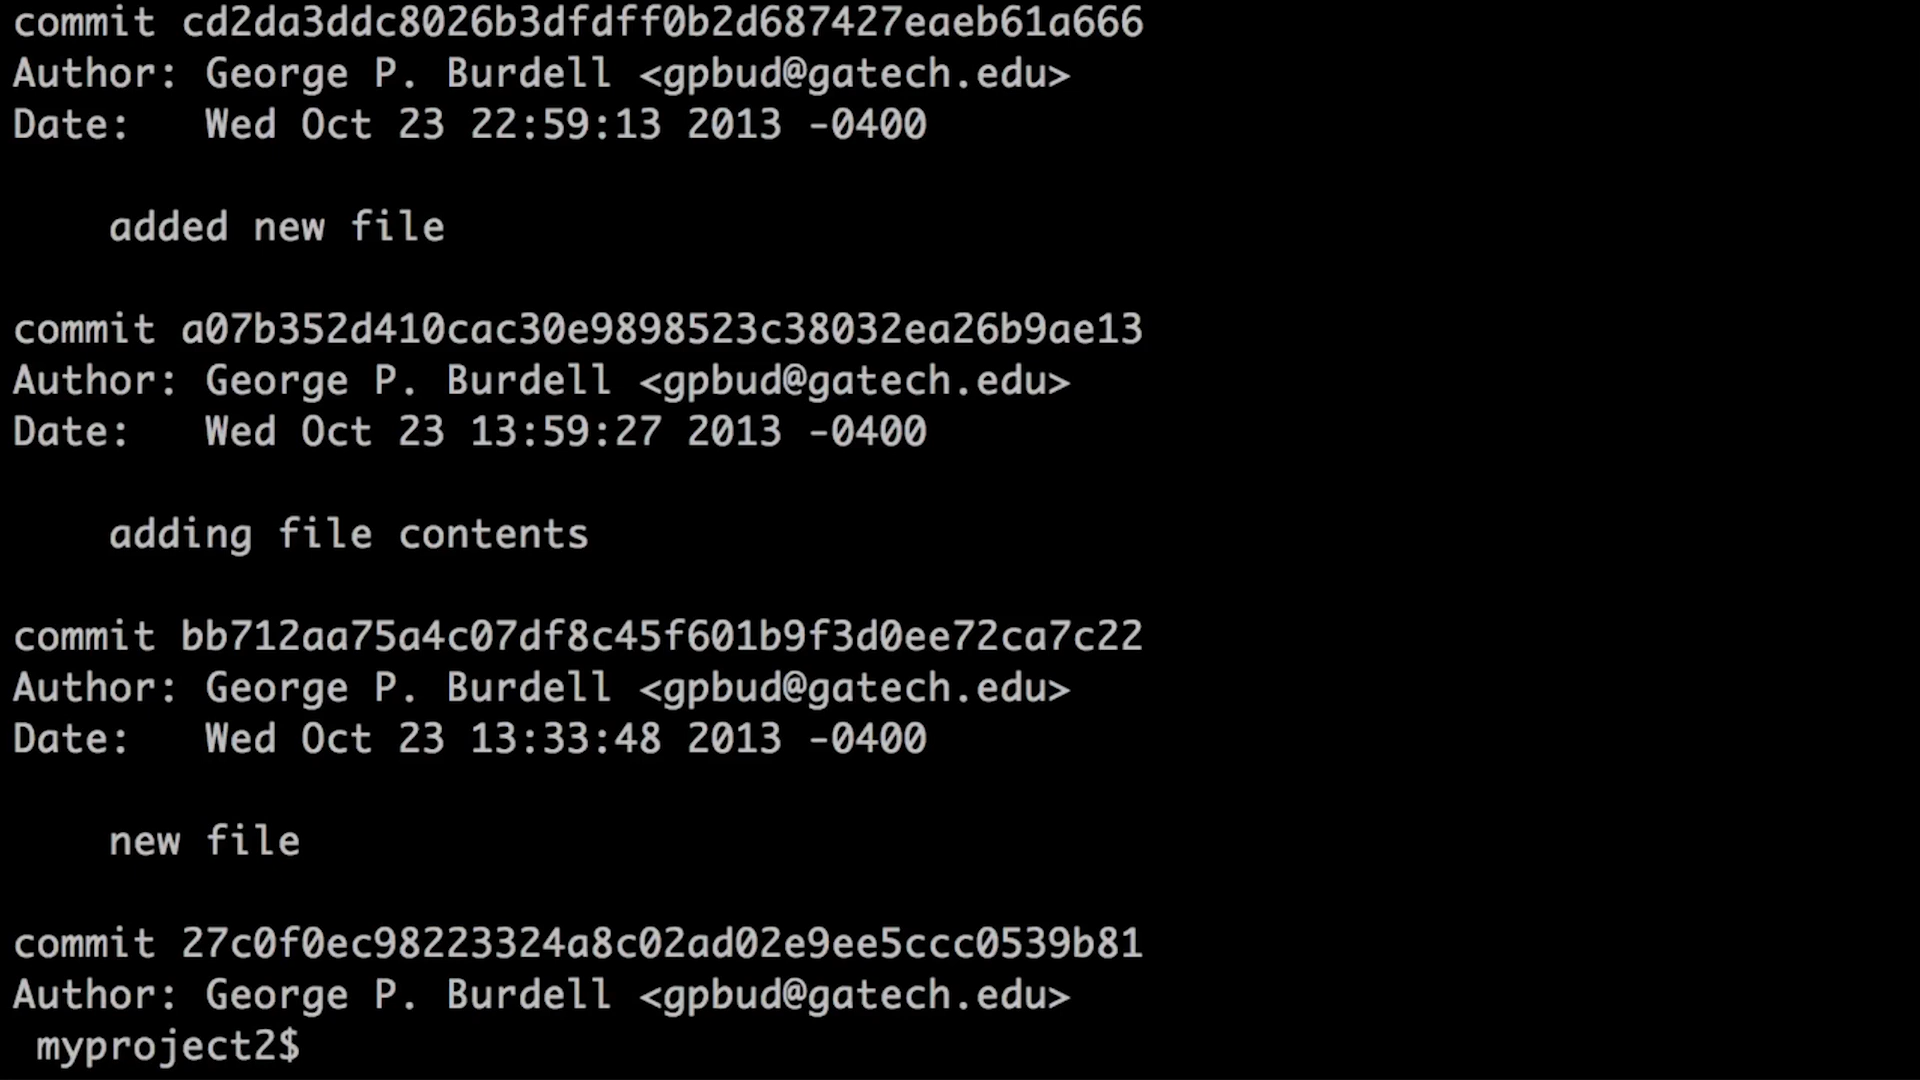 commit cd2da3ddc8026b3dfdff0b2d687427eaeb61a666
Author: George P. Burdell <gpbud@gatech.edu>
Date:   Wed Oct 23 22:59:13 2013 -0400
    added new file
commit a07b352d410cac30e9898523c38032ea26b9ae13
Author: George P. Burdell <gpbud@gatech.edu>
Date:   Wed Oct 23 13:59:27 2013 -0400
    adding file contents
commit bb712aa75a4c07df8c45f601b9f3d0ee72ca7c22
Author: George P. Burdell <gpbud@gatech.edu>
Date:   Wed Oct 23 13:33:48 2013 -0400
    new file
commit 27c0f0ec98223324a8c02ad02e9ee5ccc0539b81
Author: George P. Burdell <gpbud@gatech.edu>
 myproject2$